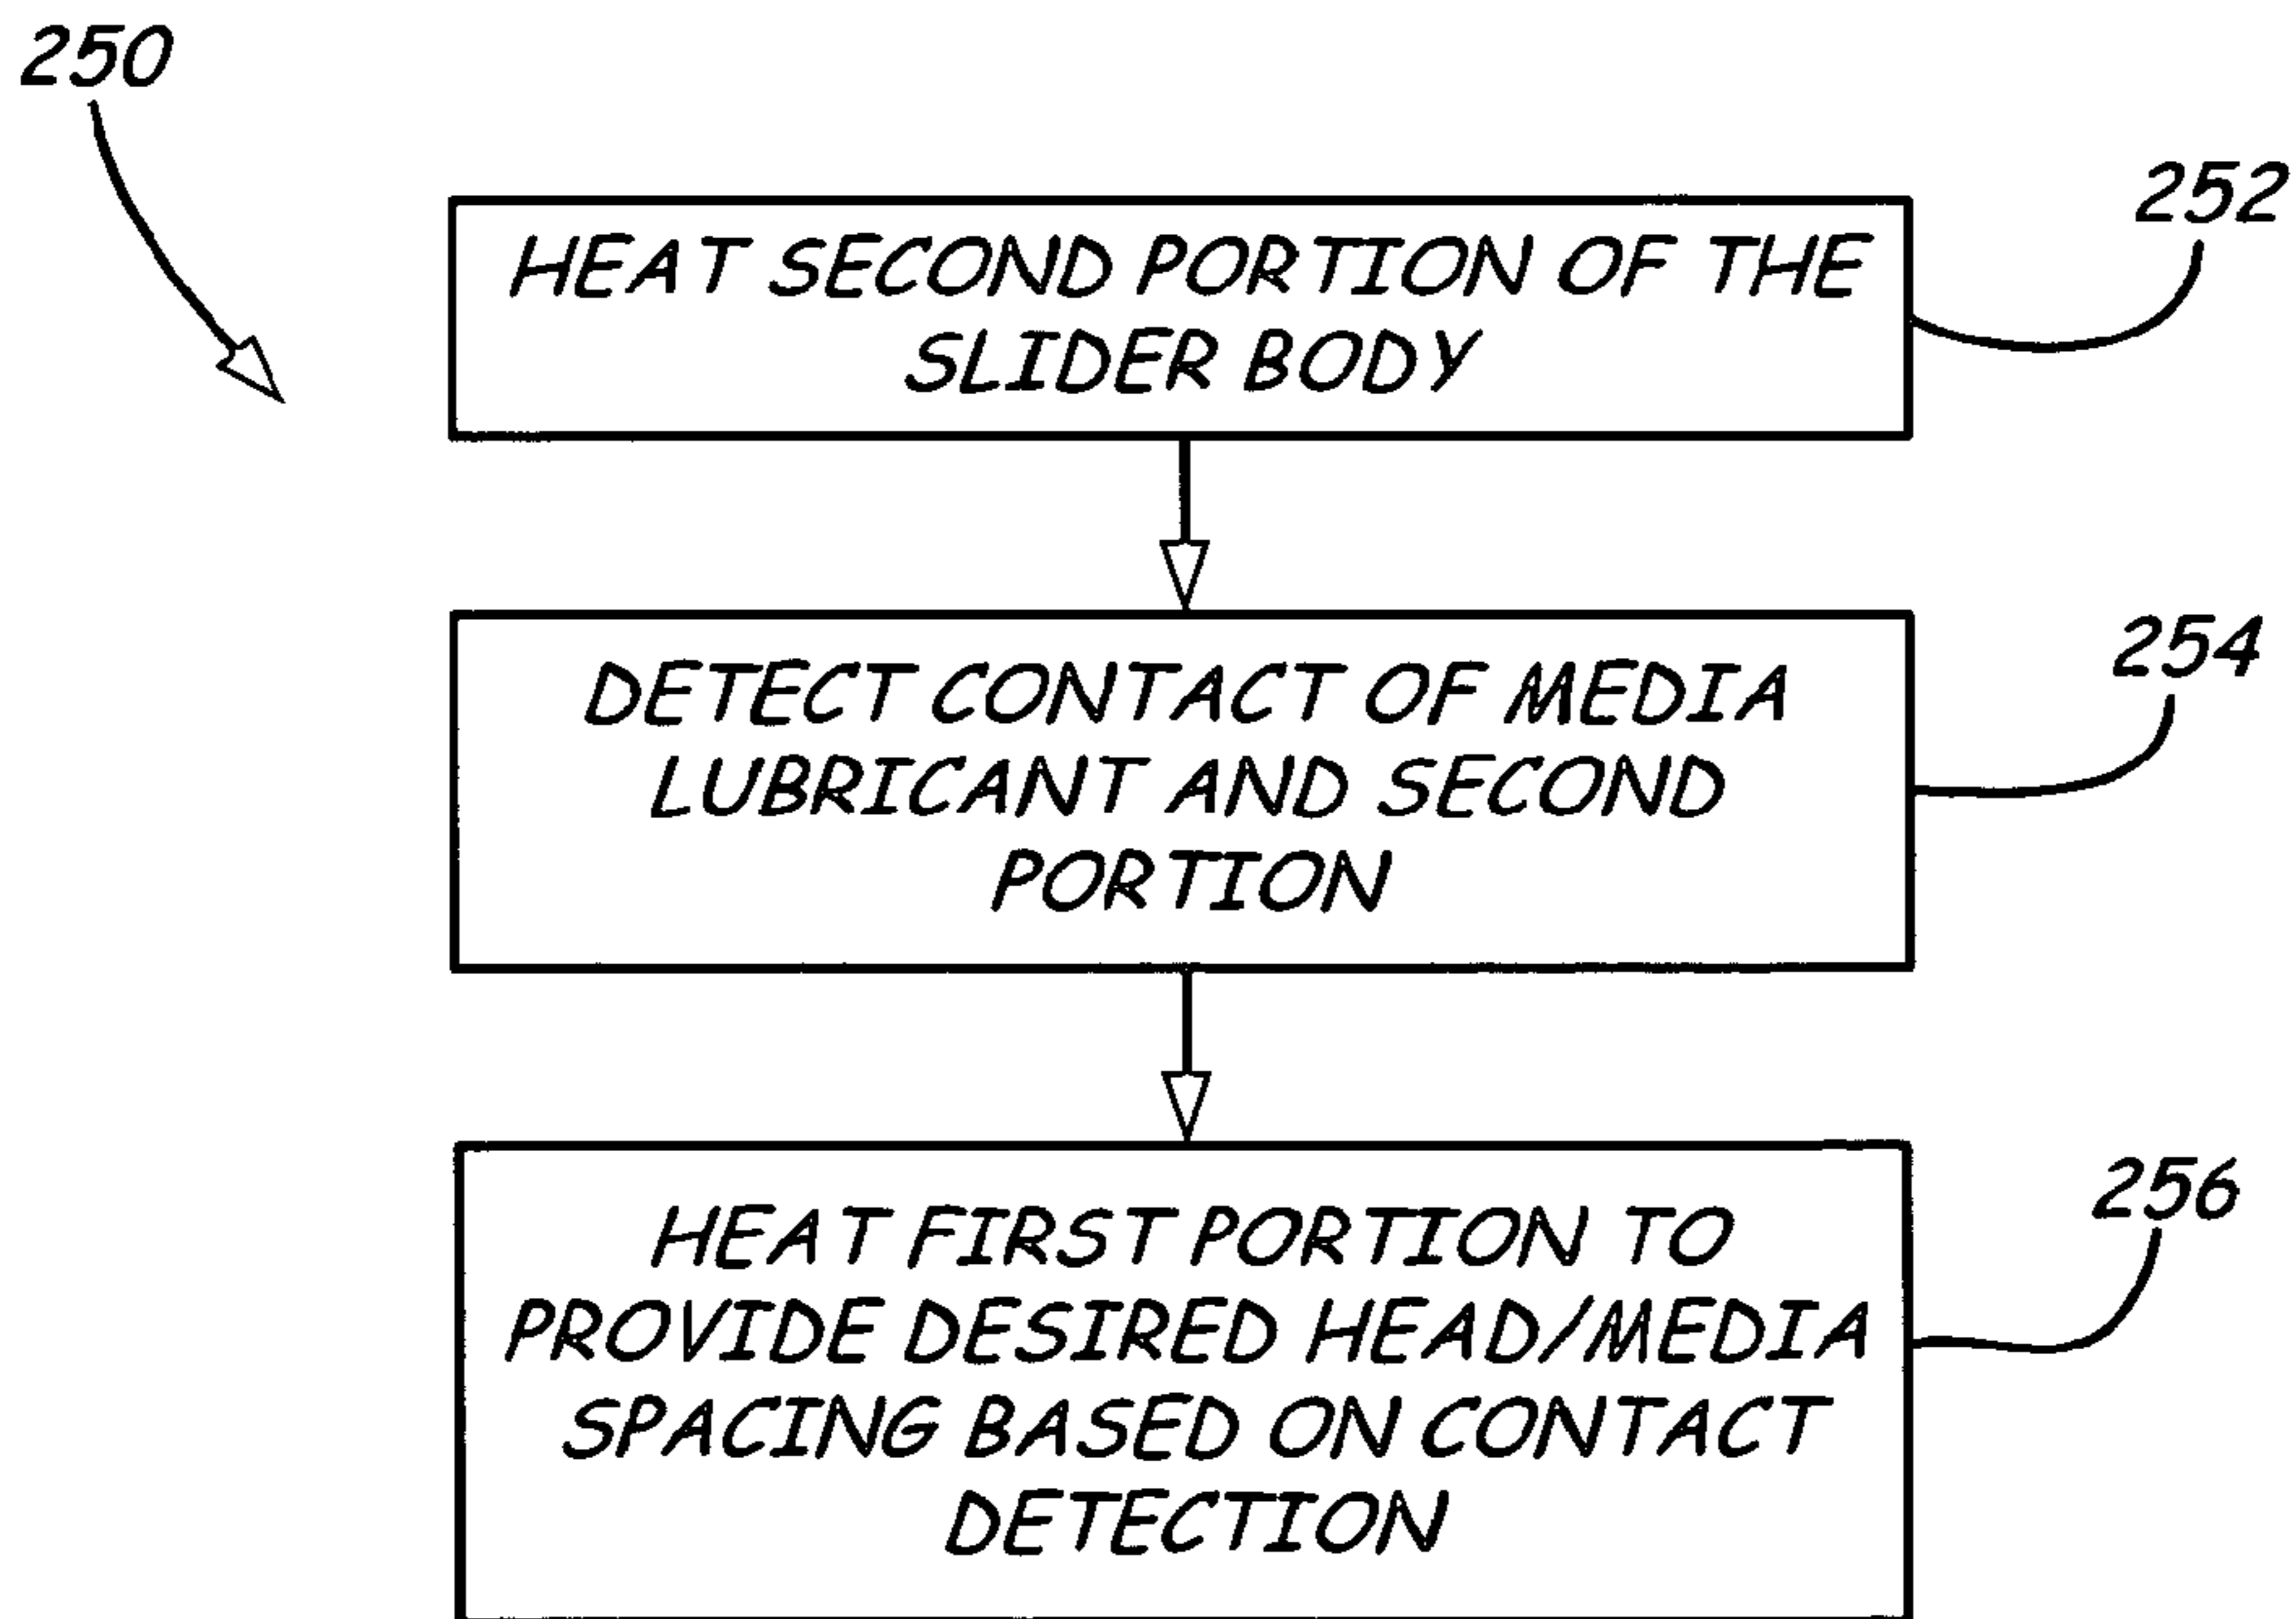 250
252
HEAT SECOND PORTION OF THE
SLIDER BODY
254
DETECT CONTACT OF MEDIA
LUBRICANT AND SECOND
PORTION
256
HEAT FIRST PORTION TO
PROVIDE DESIRED HEAD/MEDIA
SPACING BASED ON CONTACT
DETECTION